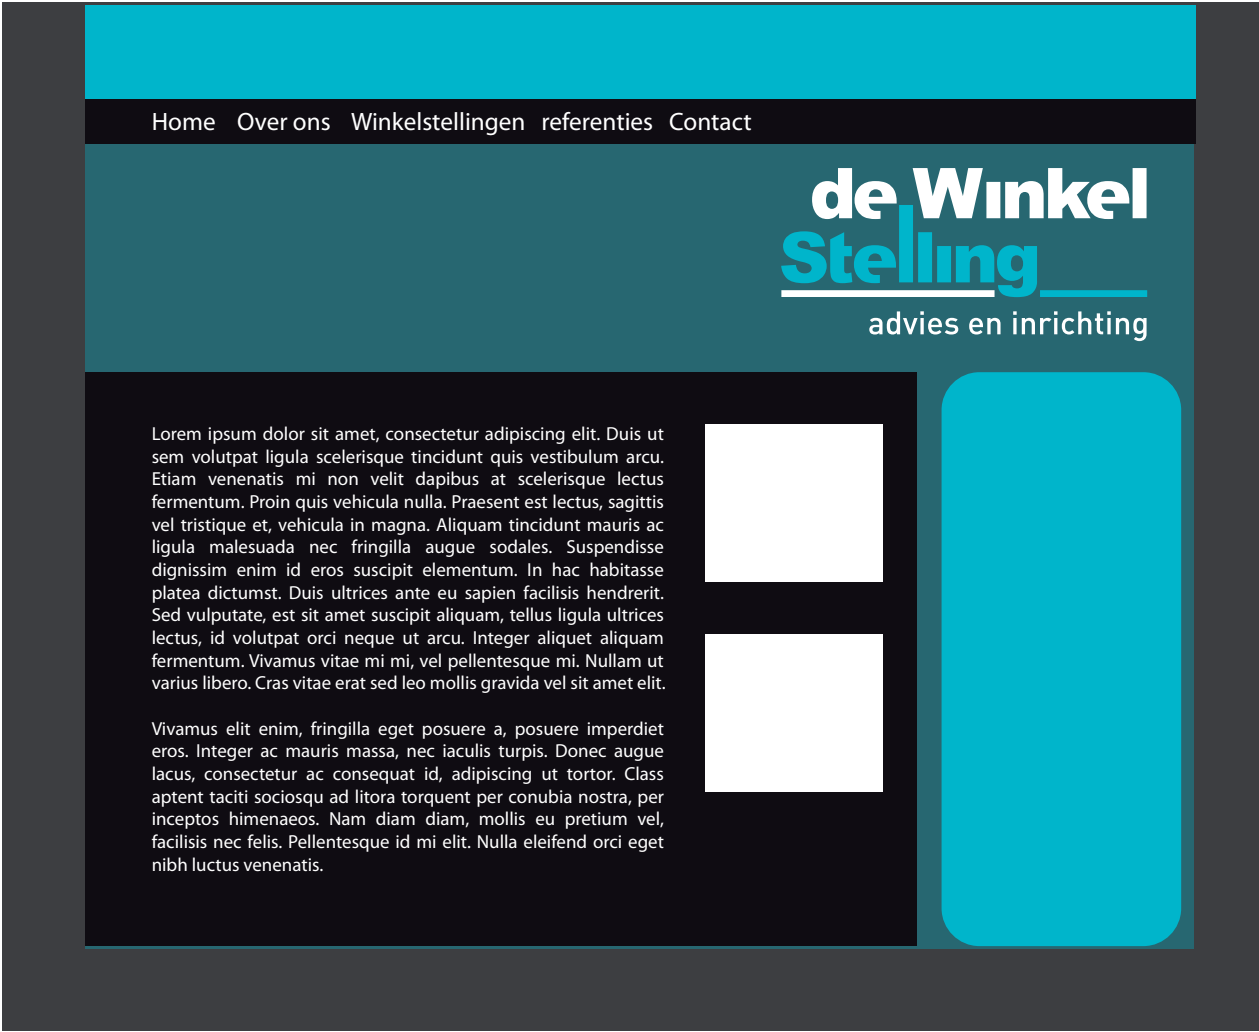 Home Over ons Winkelstellingen referenties Contact
de Winkel
Stelling
advies en inrichting
Lorem ipsum dolor sit amet, consectetur adipiscing elit. Duis ut
sem volutpat ligula scelerisque tincidunt quis vestibulum arcu.
Etiam venenatis mi non velit dapibus at scelerisque lectus
fermentum. Proin quis vehicula nulla. Praesent est lectus, sagittis
vel tristique et, vehicula in magna. Aliquam tincidunt mauris ac
ligula malesuada nec fringilla augue sodales. Suspendisse
dignissim enim id eros suscipit elementum. In hac habitasse
platea dictumst. Duis ultrices ante eu sapien facilisis hendrerit.
Sed vulputate, est sit amet suscipit aliquam, tellus ligula ultrices
lectus, id volutpat orci neque ut arcu. Integer aliquet aliquam
fermentum. Vivamus vitae mi mi, vel pellentesque mi. Nullam ut
varius libero. Cras vitae erat sed leo mollis gravida vel sit amet elit.
Vivamus elit enim, fringilla eget posuere a, posuere imperdiet
eros. Integer ac mauris massa, nec iaculis turpis. Donec augue
lacus, consectetur ac consequat id, adipiscing ut tortor. Class
aptent taciti sociosqu ad litora torquent per conubia nostra, per
inceptos himenaeos. Nam diam diam, mollis eu pretium vel,
facilisis nec felis. Pellentesque id mi elit. Nulla eleifend orci eget
nibh luctus venenatis.